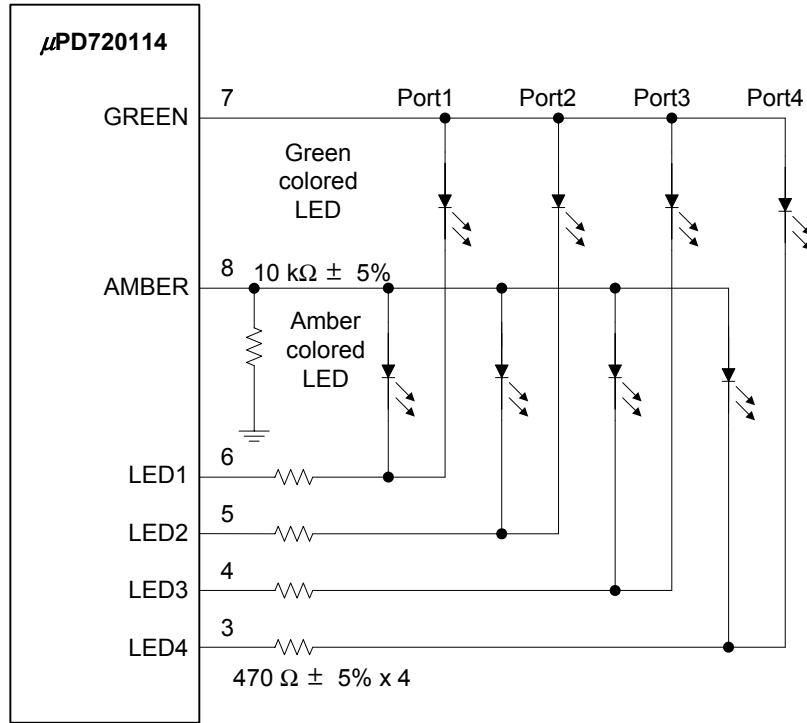 μPD720114
7 Port1 Port2 Port3 Port4
GREEN
Green
colored
LED
8 10 kΩ ± 5%
AMBER
Amber
colored
LED
6
LED1
5
LED2
4
LED3
3
LED4
470 Ω ± 5% x 4